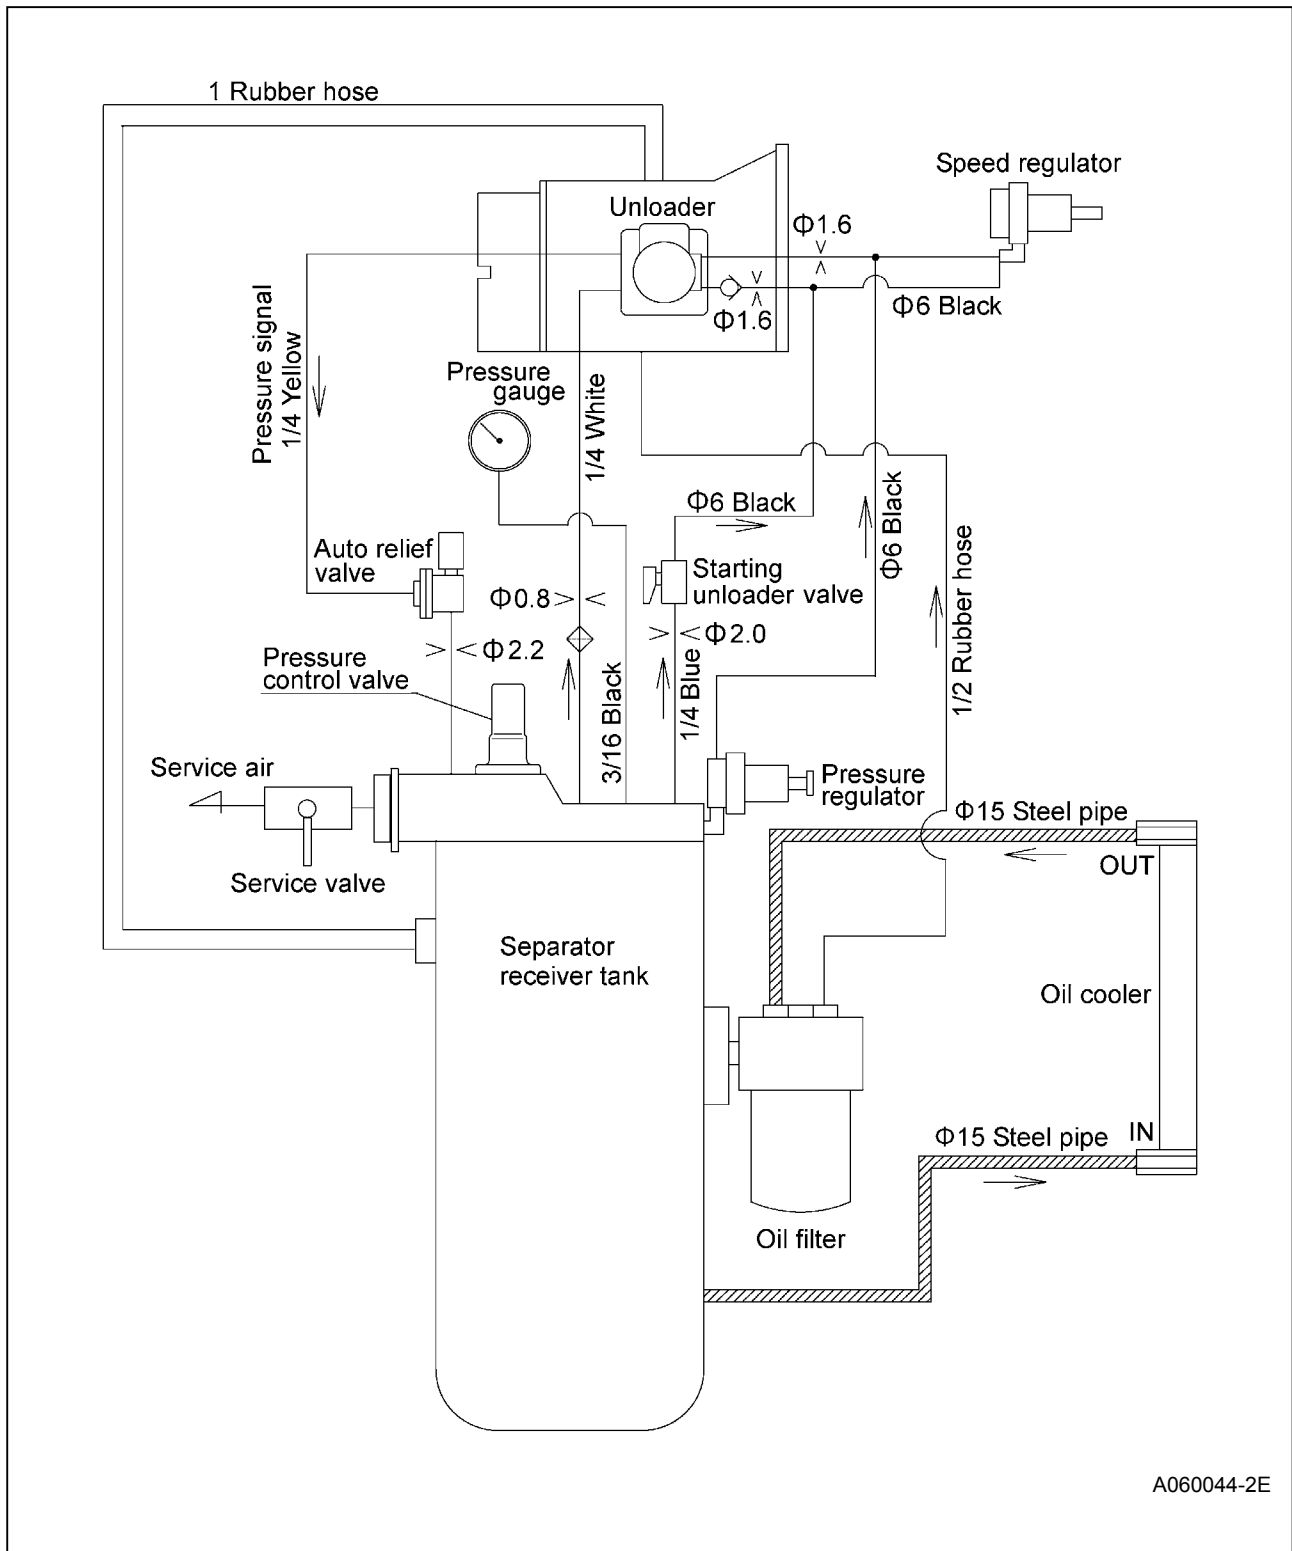 1 Rubber hose
Speed regulator
Unloader
Φ1.6
Φ1.6
Φ6 Black
Pressure signal
1/4 Yellow
Pressure
gauge
1/4 White
Φ6 Black
Φ6 Black
1/2 Rubber hose
Auto relief
valve
Φ0.8
Starting
unloader valve
Φ2.2
Φ2.0
Pressure
control valve
3/16 Black
1/4 Blue
Service air
Pressure
regulator
Service valve
Φ15 Steel pipe
OUT
Separator
receiver tank
Oil cooler
Φ15 Steel pipe
IN
Oil filter
A060044-2E